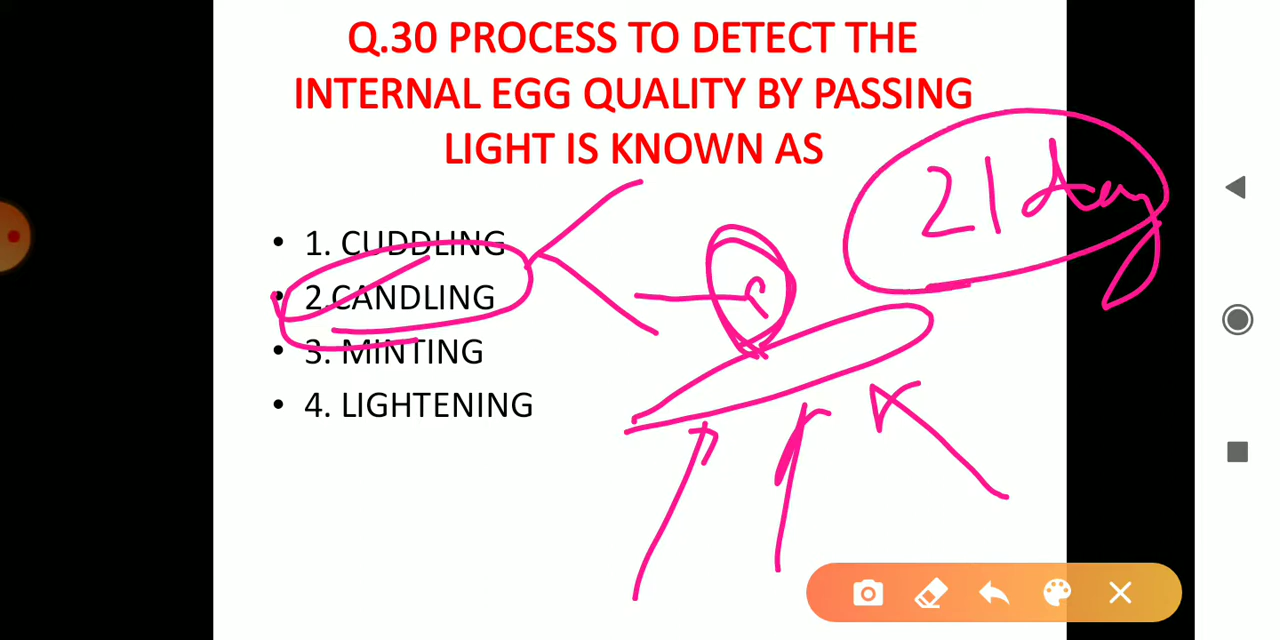 Q.30 PROCESS TO DETECT THE
INTERNAL EGG QUALITY BY PASSING
LIGHT IS KNOWN AS
21 day
• 1. CUDDLING
• 2.CANDLING
• 3. MINTING
• 4. LIGHTENING